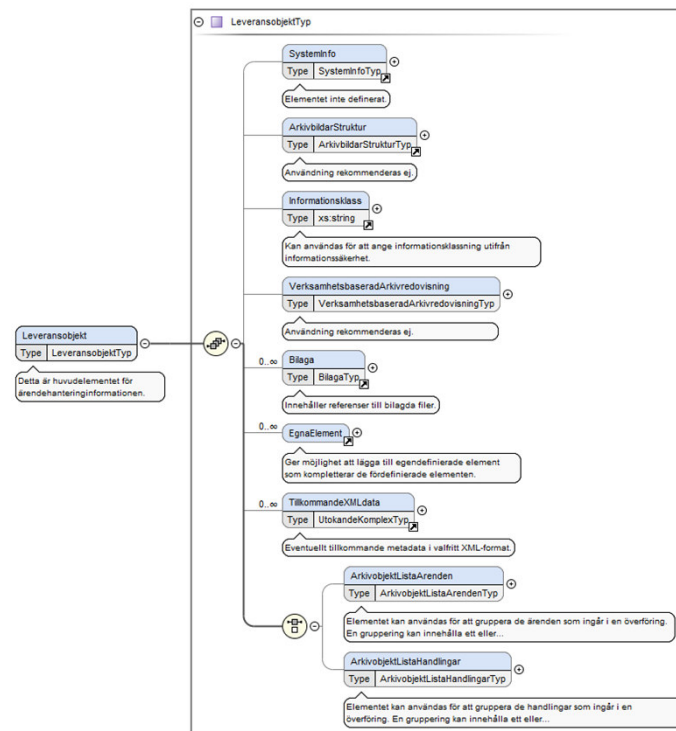 LeveransobjektTyp
SystemInfo
Type SystemInfoTyp
Elementet inte definerat.
ArkivbildarStruktur
Type ArkivbildarStrukturTyp
Användning rekommenderas ej.
Informationsklass
Type xs:string
Kan användas för att ange informationsklassning utifrån
informationssäkerhet.
VerksamhetsbaseradArkivredovisning
Type VerksamhetsbaseradArkivredovisningTyp
Användning rekommenderas ej.
Leveransobjekt
Type LeveransobjektTyp
Detta är huvudelementet för
ärendehanteringinformationen.
0..∞ Bilaga
Type BilagaTyp
Innehåller referenser till bilagda filer.
0..∞ EgnaElement
Ger möjlighet att lägga till egendefinierade element
som kompletterar de fördefinierade elementen.
0..∞ TillkommandeXMLdata
Type UtokandeKomplexTyp
Eventuellt tillkommande metadata i valfritt XML-format.
ArkivobjektListaArenden
Type ArkivobjektListaArendenTyp
Elementet kan användas för att gruppera de ärenden som ingår i en överföring.
En gruppering kan innehålla ett eller...
ArkivobjektListaHandlingar
Type ArkivobjektListaHandlingarTyp
Elementet kan användas för att gruppera de handlingar som ingår i en
överföring. En gruppering kan innehålla ett eller...